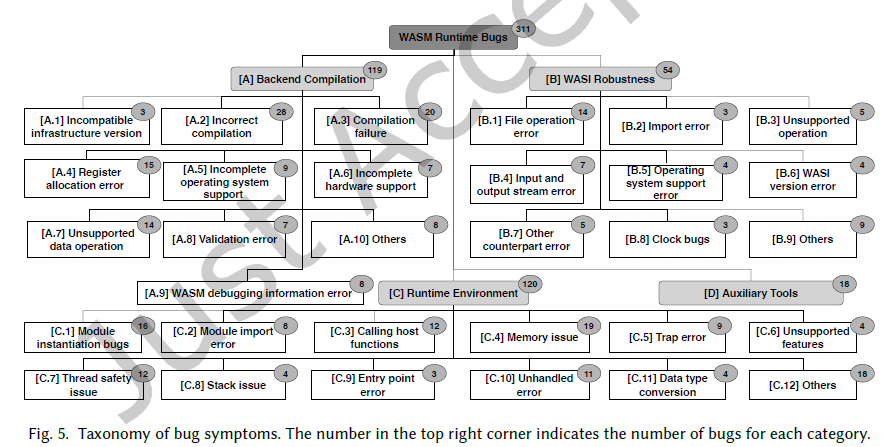 WASM Runtime Bugs 311
[A] Backend Compilation 119
[B] WASI Robustness 54
[A.1] Incompatible
infrastructure version 3
[A.2] Incorrect
compilation 28
[A.3] Compilation
failure 20
[B.1] File operation
error 14
[B.2] Import error 3
[B.3] Unsupported
operation 5
[A.4] Register
allocation error 15
[A.5] Incomplete
operating system
support 9
[A.6] Incomplete
hardware support 7
[B.4] Input and
output stream error 7
[B.5] Operating
system support
error 4
[B.6] WASI
version error 4
[A.7] Unsupported
data operation 14
[A.8] Validation error 7
[A.10] Others 8
[B.7] Other
counterpart error 5
[B.8] Clock bugs 3
[B.9] Others 9
[A.9] WASM debugging information error 8
[C] Runtime Environment 120
[D] Auxiliary Tools 18
[C.1] Module
instantiation bugs 16
[C.2] Module import
error 8
[C.3] Calling host
functions 12
[C.4] Memory issue 19
[C.5] Trap error 9
[C.6] Unsupported
features 4
[C.7] Thread safety
issue 12
[C.8] Stack issue 4
[C.9] Entry point
error 3
[C.10] Unhandled
error 11
[C.11] Data type
conversion 4
[C.12] Others 18
Just Accep
Fig. 5. Taxonomy of bug symptoms. The number in the top right corner indicates the number of bugs for each category.